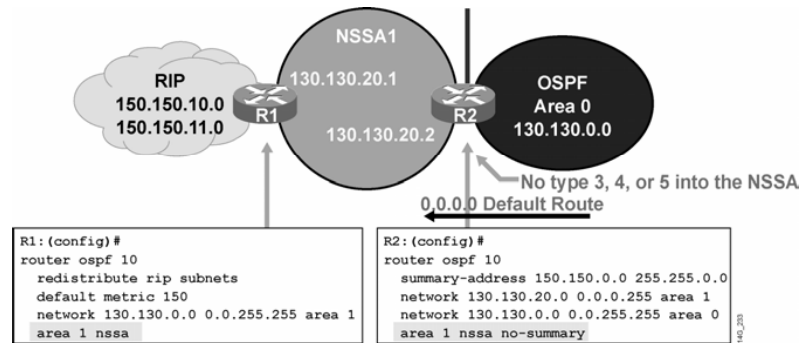 NSSA1
RIP
150.150.10.0
150.150.11.0
130.130.20.1
R1
130.130.20.2
R2
OSPF
Area 0
130.130.0.0
No type 3, 4, or 5 into the NSSA
0.0.0.0 Default Route
R1:(config)#
router ospf 10
redistribute rip subnets
default metric 150
network 130.130.0.0 0.0.255.255 area 1
area 1 nssa
R2:(config)#
router ospf 10
summary-address 150.150.0.0 255.255.0.0
network 130.130.20.0 0.0.0.255 area 1
network 130.130.0.0 0.0.255.255 area 0
area 1 nssa no-summary
14G_233